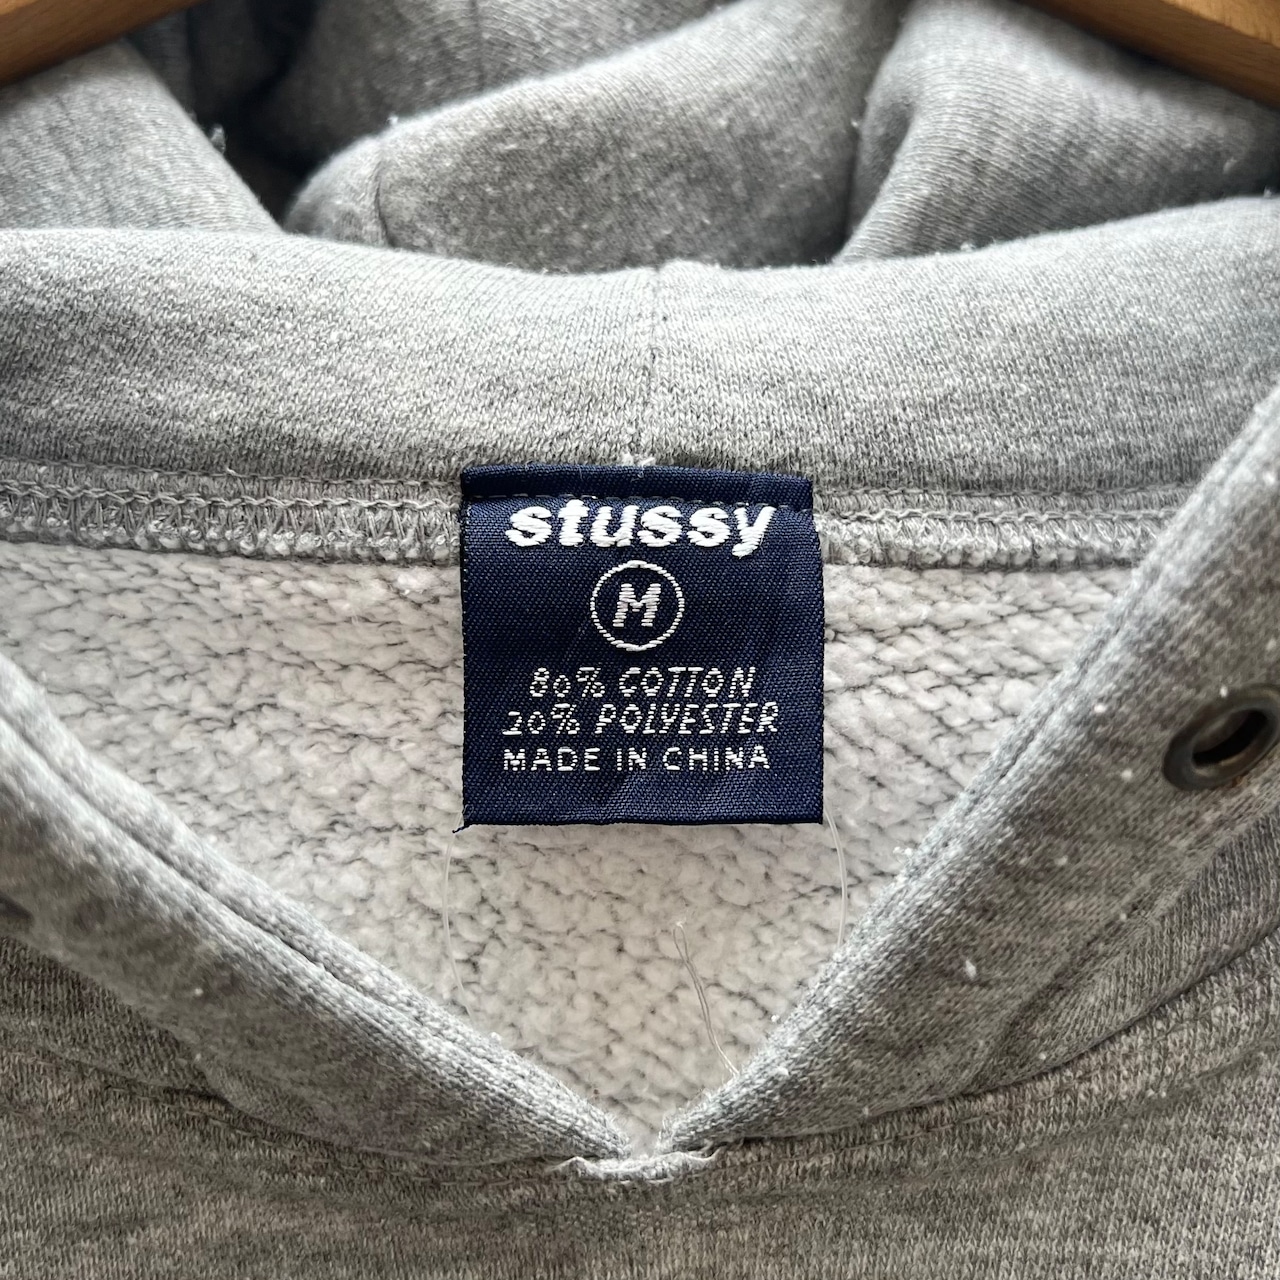 stussy
M
80% COTTON
20% POLYESTER
MADE IN CHINA